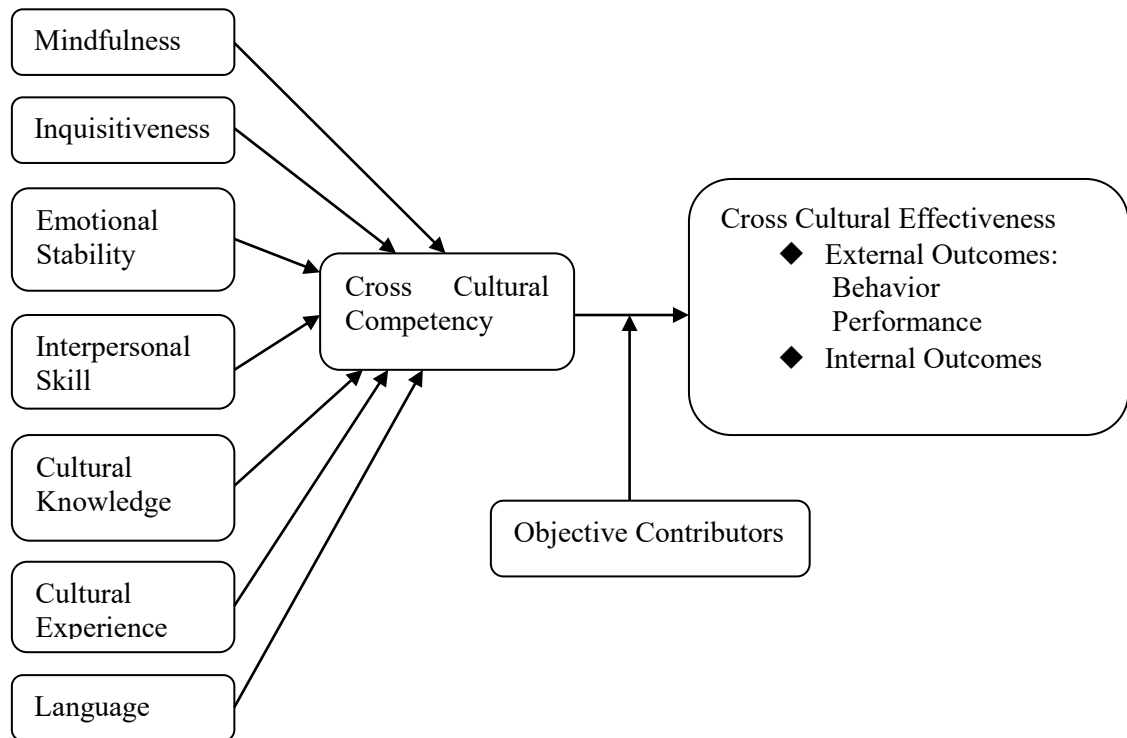 Mindfulness
Inquisitiveness
Emotional
Stability
Interpersonal
Skill
Cultural
Knowledge
Cultural
Experience
Language
Cross Cultural
Competency
Objective Contributors
Cross Cultural Effectiveness
◆ External Outcomes:
Behavior
Performance
◆ Internal Outcomes